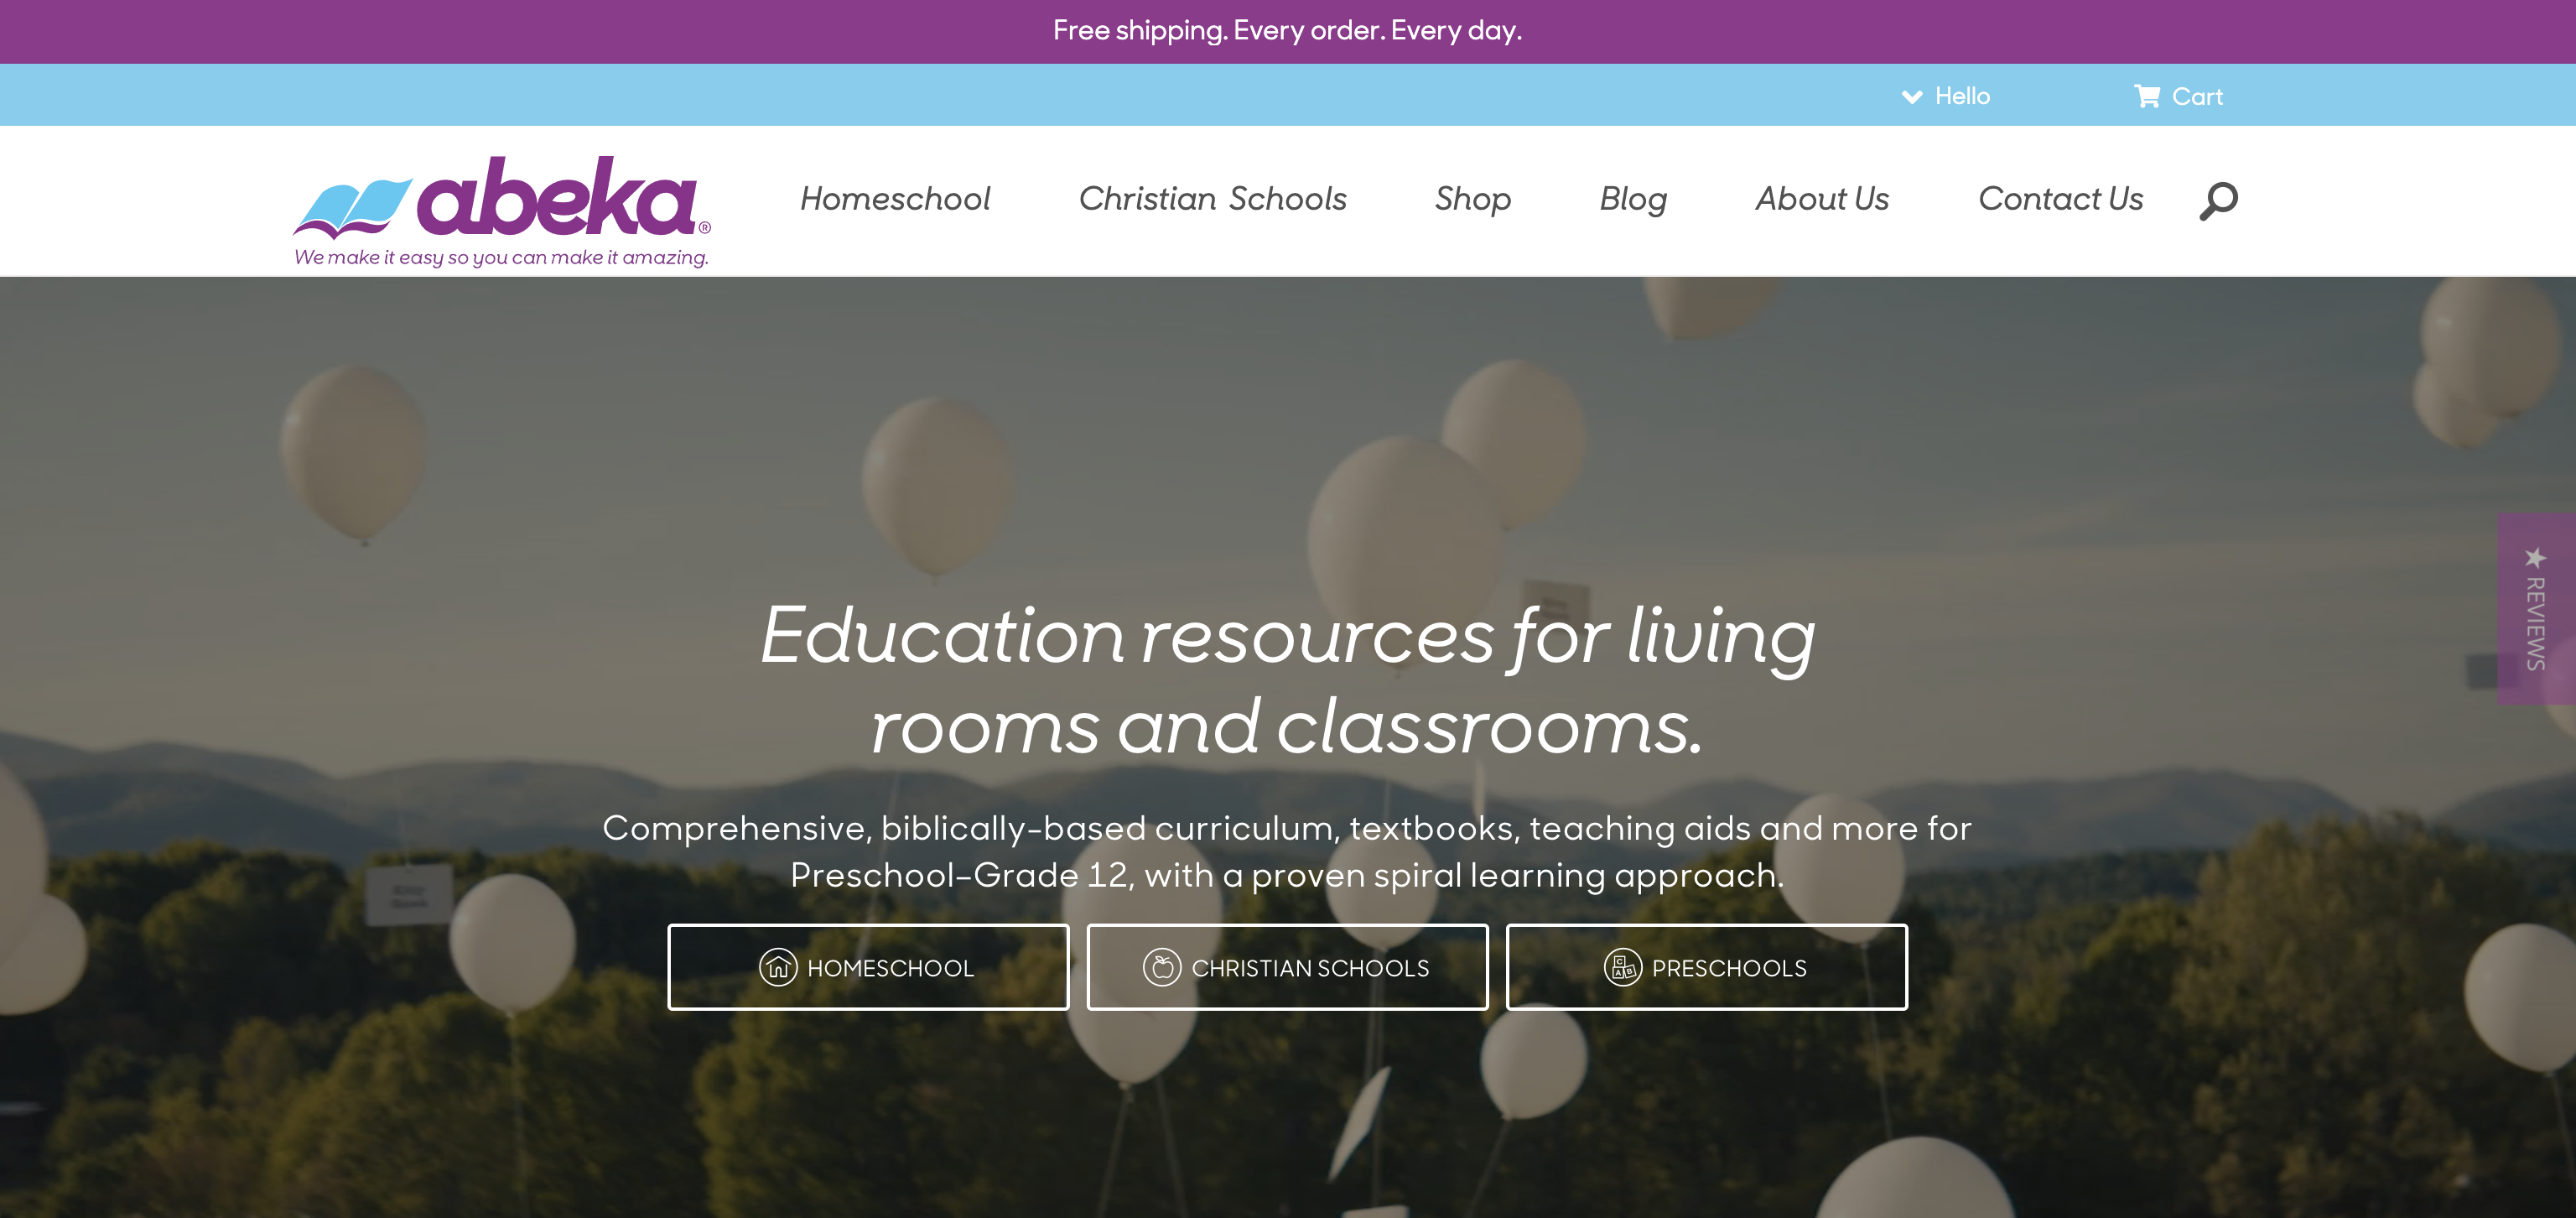 Free shipping. Every order. Every day.
Hello
Cart
abeka®
We make it easy so you can make it amazing.
Homeschool
Christian Schools
Shop
Blog
About Us
Contact Us
★ REVIEWS
Education resources for living
rooms and classrooms.
Comprehensive, biblically-based curriculum, textbooks, teaching aids and more for
Preschool–Grade 12, with a proven spiral learning approach.
HOMESCHOOL
CHRISTIAN SCHOOLS
C
A B
PRESCHOOLS